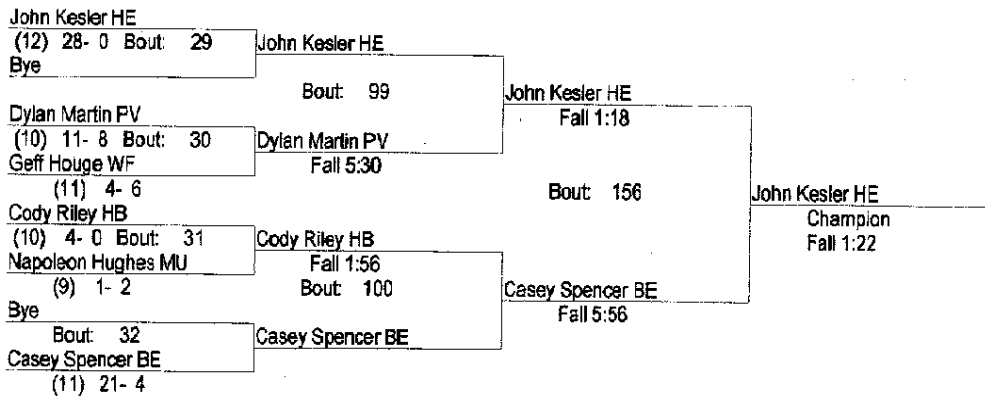 John Kesler HE
(12) 28- 0 Bout: 29
Bye
John Kesler HE
Bout: 99
Dylan Martin PV
(10) 11- 8 Bout: 30
Geff Houge WF
(11) 4- 6
Dylan Martin PV
Fall 5:30
John Kesler HE
Fall 1:18
Bout: 156
Cody Riley HB
(10) 4- 0 Bout: 31
Napoleon Hughes MU
(9) 1- 2
Cody Riley HB
Fall 1:56
Bout: 100
Bye
Bout: 32
Casey Spencer BE
(11) 21- 4
Casey Spencer BE
Casey Spencer BE
Fall 5:56
John Kesler HE
Champion
Fall 1:22